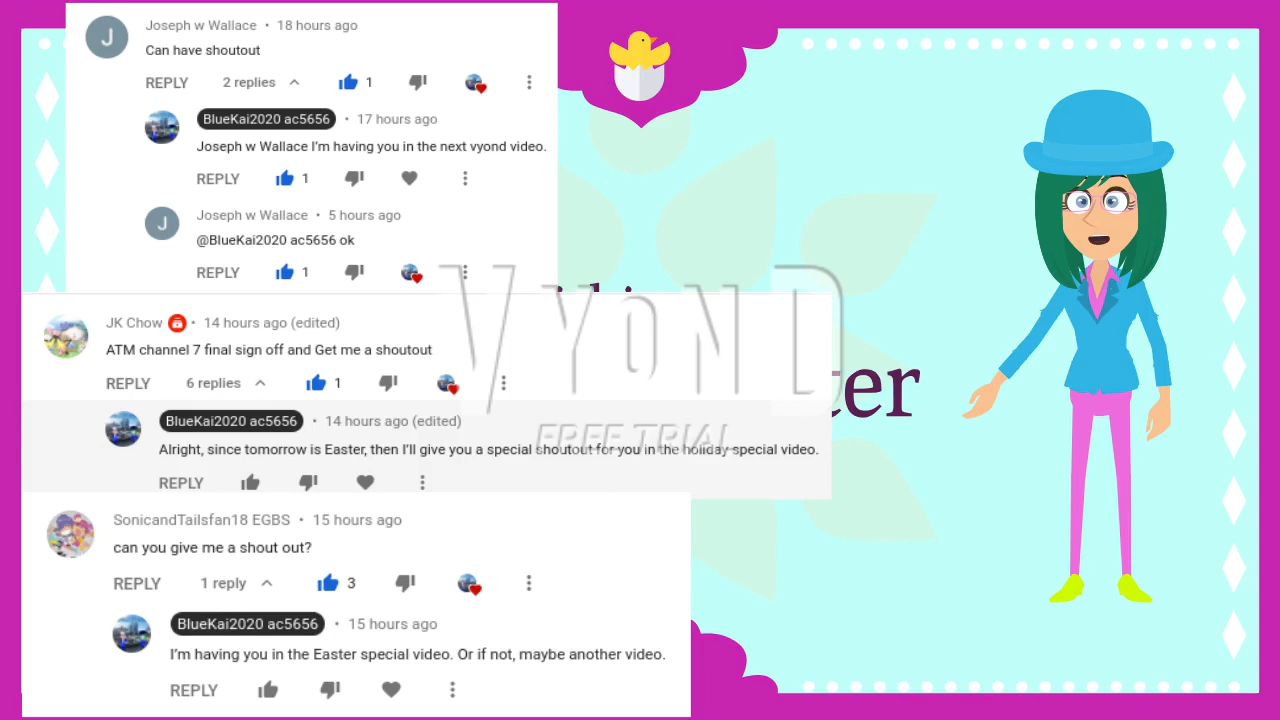 J
Joseph w Wallace • 18 hours ago
Can have shoutout
REPLY 2 replies 1
BlueKai2020 ac5656 • 17 hours ago
Joseph w Wallace I'm having you in the next vyond video.
REPLY 1
J
Joseph w Wallace • 5 hours ago
@BlueKai2020 ac5656 ok
REPLY 1
JK Chow • 14 hours ago (edited)
ATM channel 7 final sign off and Get me a shoutout
REPLY 6 replies 1
BlueKai2020 ac5656 • 14 hours ago (edited)
Alright, since tomorrow is Easter, then I'll give you a special shoutout for you in the holiday special video.
REPLY
SonicandTailsfan18 EGBS • 15 hours ago
can you give me a shout out?
REPLY 1 reply 3
BlueKai2020 ac5656 • 15 hours ago
I'm having you in the Easter special video. Or if not, maybe another video.
REPLY
VYOND
FREE TRIAL
ter